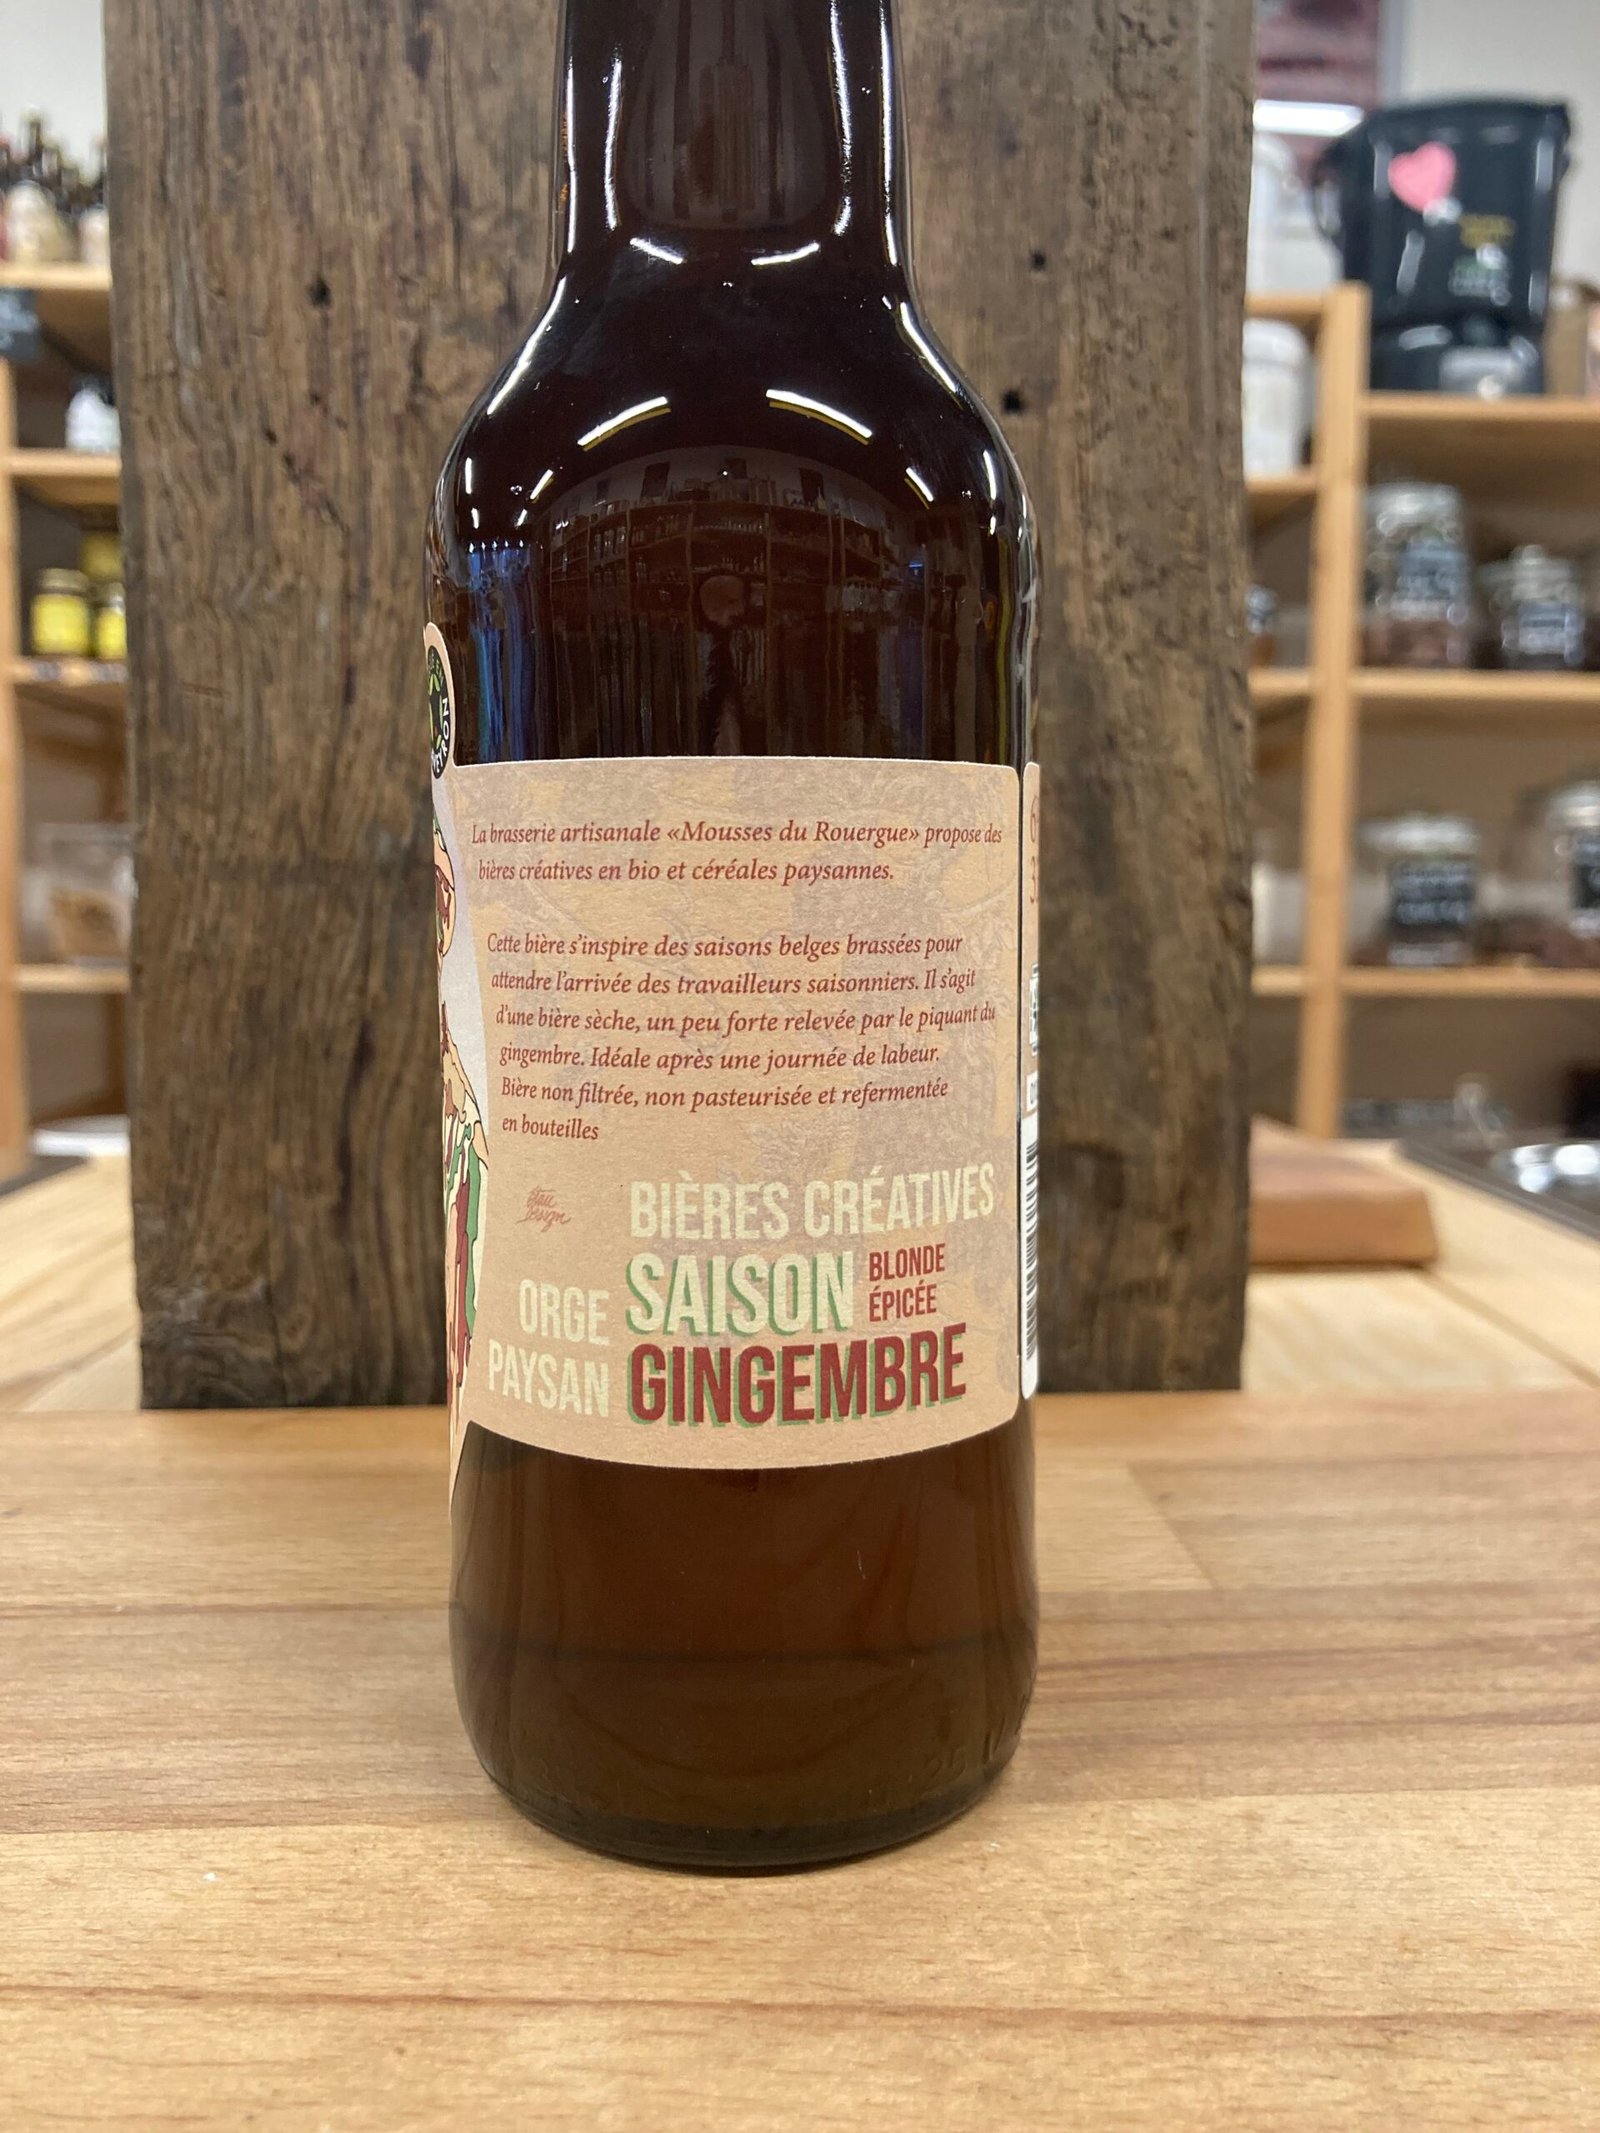 La brasserie artisanale «Mousses du Rouergue» propose des
bières créatives en bio et céréales paysannes.
Cette bière s'inspire des saisons belges brassées pour
attendre l'arrivée des travailleurs saisonniers. Il s'agit
d'une bière sèche, un peu forte relevée par le piquant du
gingembre. Idéale après une journée de labeur.
Bière non filtrée, non pasteurisée et refermentée
en bouteilles
BIÈRES CRÉATIVES
SAISON BLONDE
ÉPICÉE
ORGE
PAYSAN
GINGEMBRE